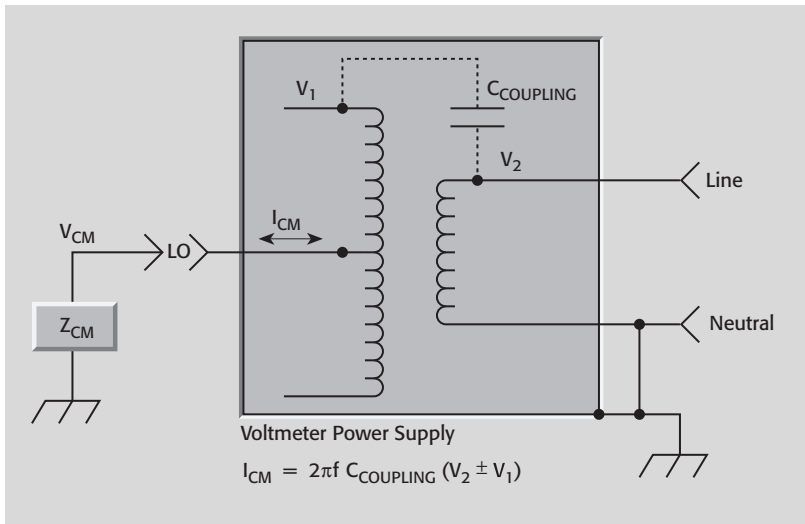 V1
CCOUPLING
V2
Line
ICM
VCM
LO
ZCM
Neutral
Voltmeter Power Supply
ICM = 2πf CCOUPLING (V2 ± V1)